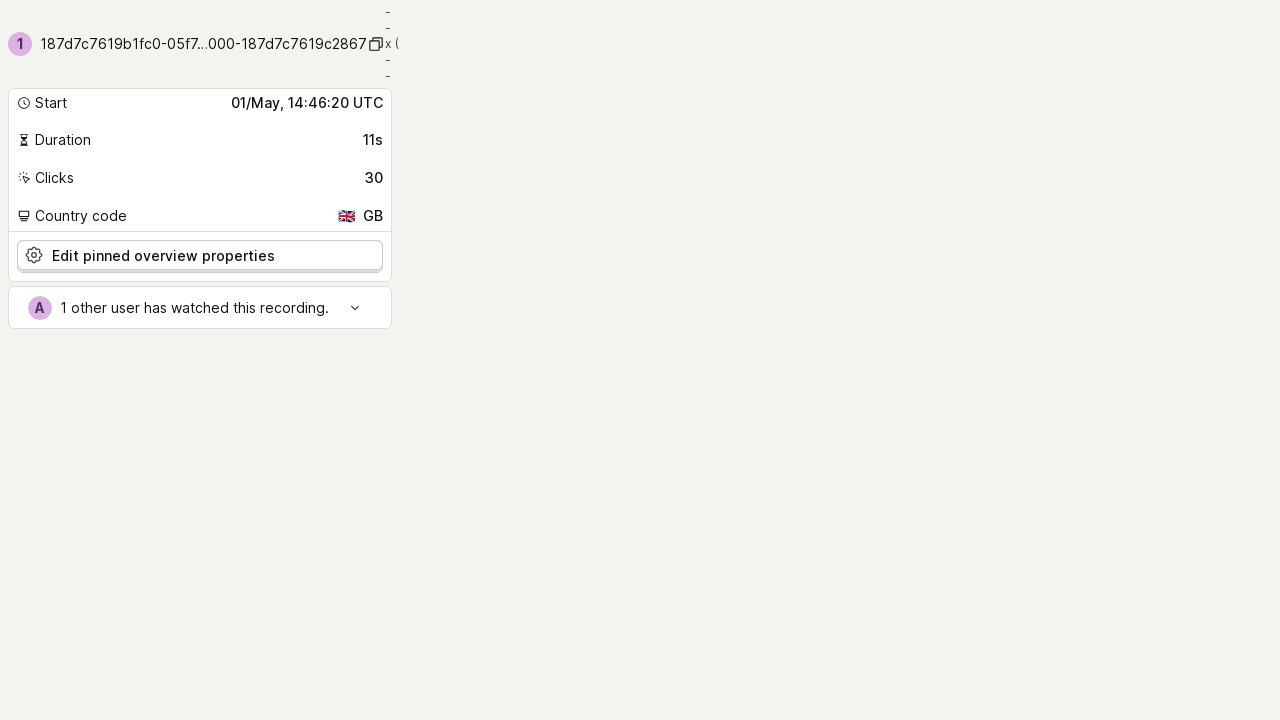 -
-
1 187d7c7619b1fc0-05f7…000-187d7c7619c2867 x (
-
-
Start 01/May, 14:46:20 UTC
Duration 11s
Clicks 30
Country code 🇬🇧 GB
Edit pinned overview properties
A 1 other user has watched this recording.